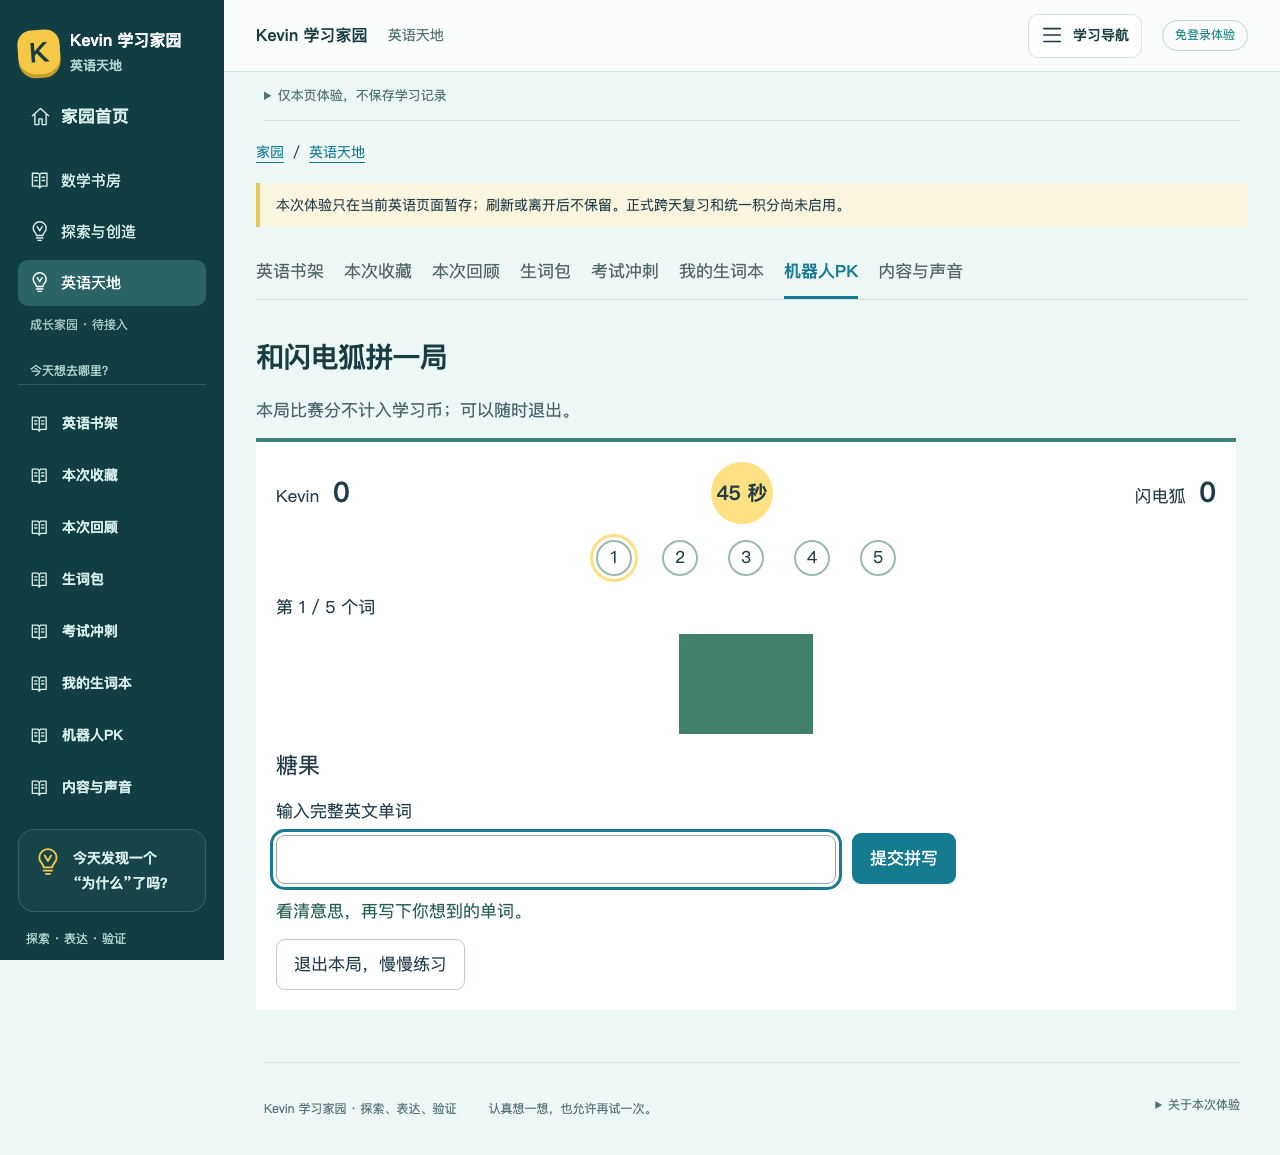 K
Kevin 学习家园
英语天地
家园首页
数学书房
探索与创造
英语天地
成长家园 · 待接入
今天想去哪里？
英语书架
本次收藏
本次回顾
生词包
考试冲刺
我的生词本
机器人PK
内容与声音
今天发现一个
“为什么”了吗？
探索 · 表达 · 验证
Kevin 学习家园 英语天地
学习导航
免登录体验
▶ 仅本页体验，不保存学习记录
家园 / 英语天地
本次体验只在当前英语页面暂存；刷新或离开后不保留。正式跨天复习和统一积分尚未启用。
英语书架 本次收藏 本次回顾 生词包 考试冲刺 我的生词本 机器人PK 内容与声音
和闪电狐拼一局
本局比赛分不计入学习币；可以随时退出。
Kevin 0
45 秒
闪电狐 0
1 2 3 4 5
第 1 / 5 个词
糖果
输入完整英文单词
提交拼写
看清意思，再写下你想到的单词。
退出本局，慢慢练习
Kevin 学习家园 · 探索、表达、验证 认真想一想，也允许再试一次。
▶ 关于本次体验